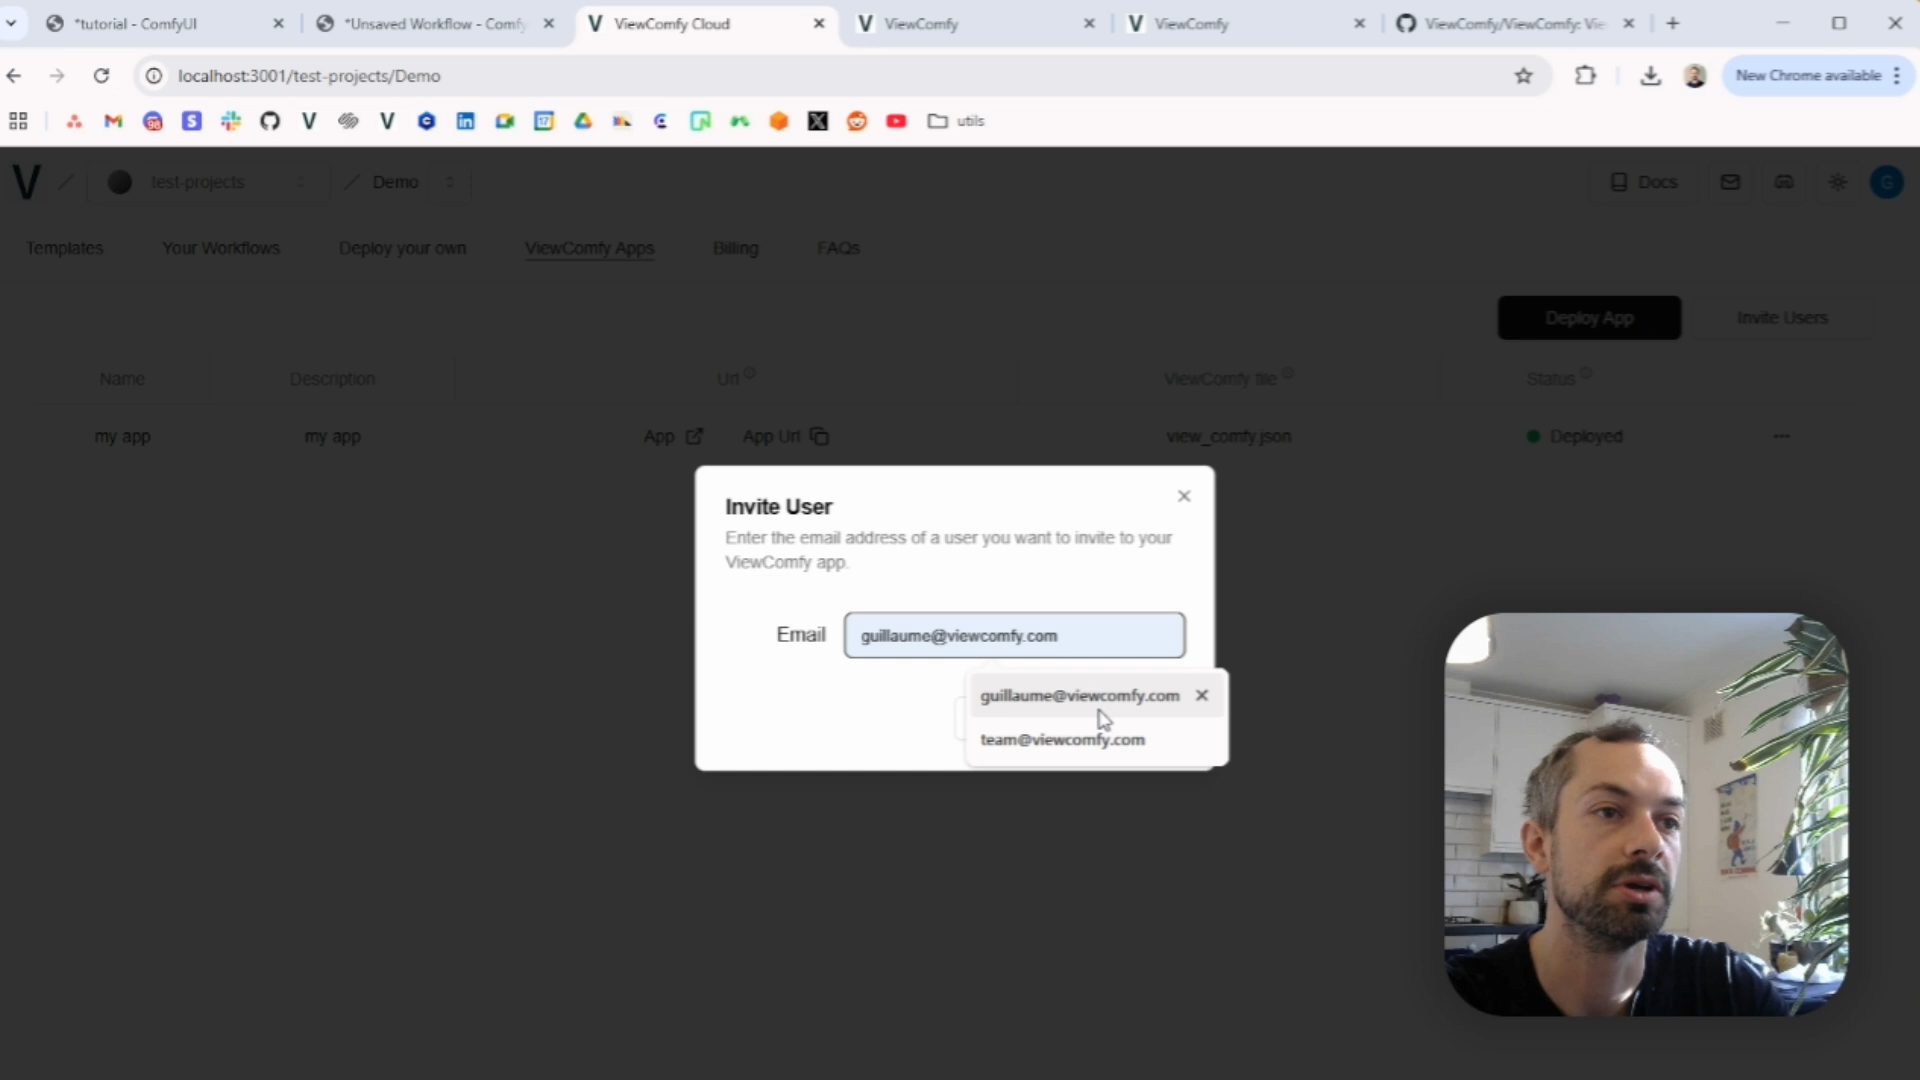 *tutorial - ComfyUI
*Unsaved Workflow - Comfy
ViewComfy Cloud
ViewComfy
ViewComfy
ViewComfy/ViewComfy: Vie
localhost:3001/test-projects/Demo
New Chrome available
utils
V
test-projects
Demo
Docs
G
Templates
Your Workflows
Deploy your own
ViewComfy Apps
Billing
FAQs
Deploy App
Invite Users
Name
Description
Url
ViewComfy file
Status
my app
my app
App
App Url
view_comfy.json
Deployed
Invite User
Enter the email address of a user you want to invite to your
ViewComfy app.
Email
guillaume@viewcomfy.com
guillaume@viewcomfy.com
team@viewcomfy.com